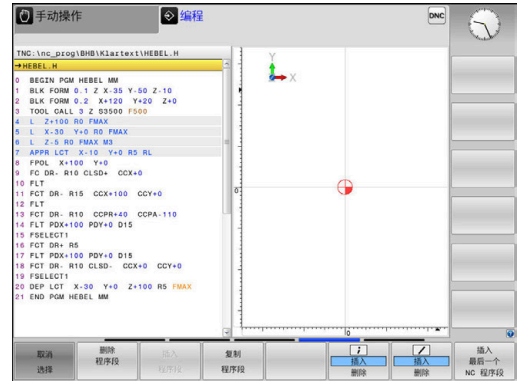 手动操作
编程
DNC
TNC:\nc_prog\BHB\Klartext\HEBEL.H
→HEBEL.H
0 BEGIN PGM HEBEL MM
1 BLK FORM 0.1 Z X-35 Y-50 Z-10
2 BLK FORM 0.2 X+120 Y+20 Z+0
3 TOOL CALL 3 Z S3500 F500
4 L Z+100 R0 FMAX
5 L X-30 Y+0 R0 FMAX
6 L Z-5 R0 FMAX M3
7 APPR LCT X-10 Y+0 R5 RL
8 FPOL X+100 Y+0
9 FC DR- R10 CLSD+ CCX+0
10 FLT
11 FCT DR- R15 CCX+100 CCY+0
12 FLT
13 FCT DR- R10 CCPR+40 CCPA-110
14 FLT PDX+100 PDY+0 D15
15 FSELECT1
16 FCT DR+ R5
17 FLT PDX+100 PDY+0 D15
18 FCT DR- R10 CLSD- CCX+0 CCY+0
19 FSELECT1
20 DEP LCT X-30 Y+0 Z+100 R5 FMAX
21 END PGM HEBEL MM
Y
X
0
0
取消
选择
删除
程序段
插入
程序段
复制
程序段
插入
删除
插入
删除
插入
最后一个
NC 程序段